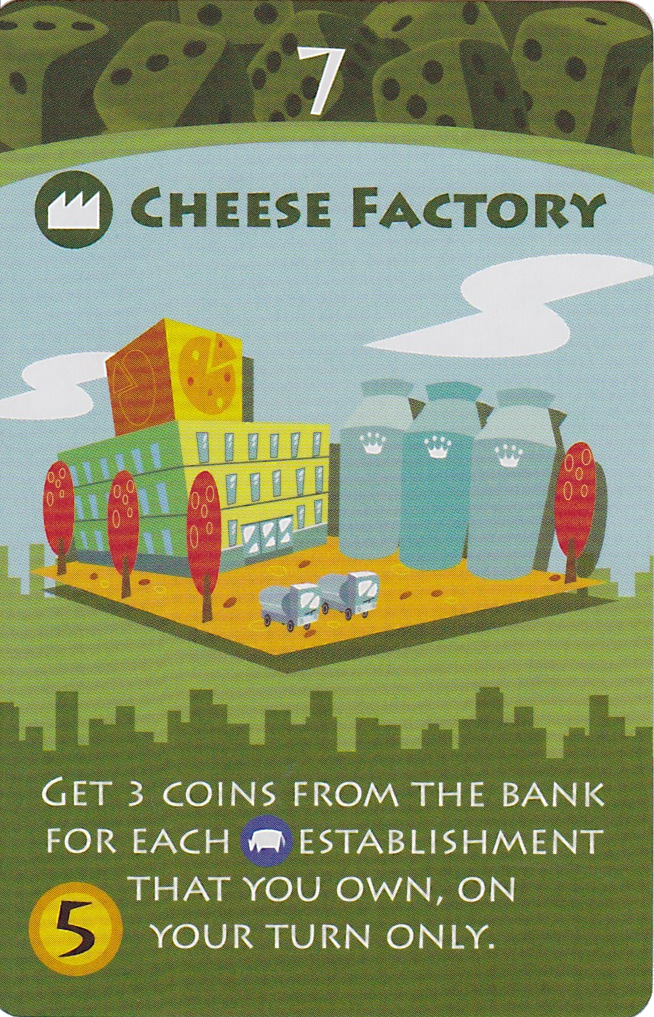 7
Cheese Factory
Get 3 coins from the bank
for each establishment
that you own, on
your turn only.
5